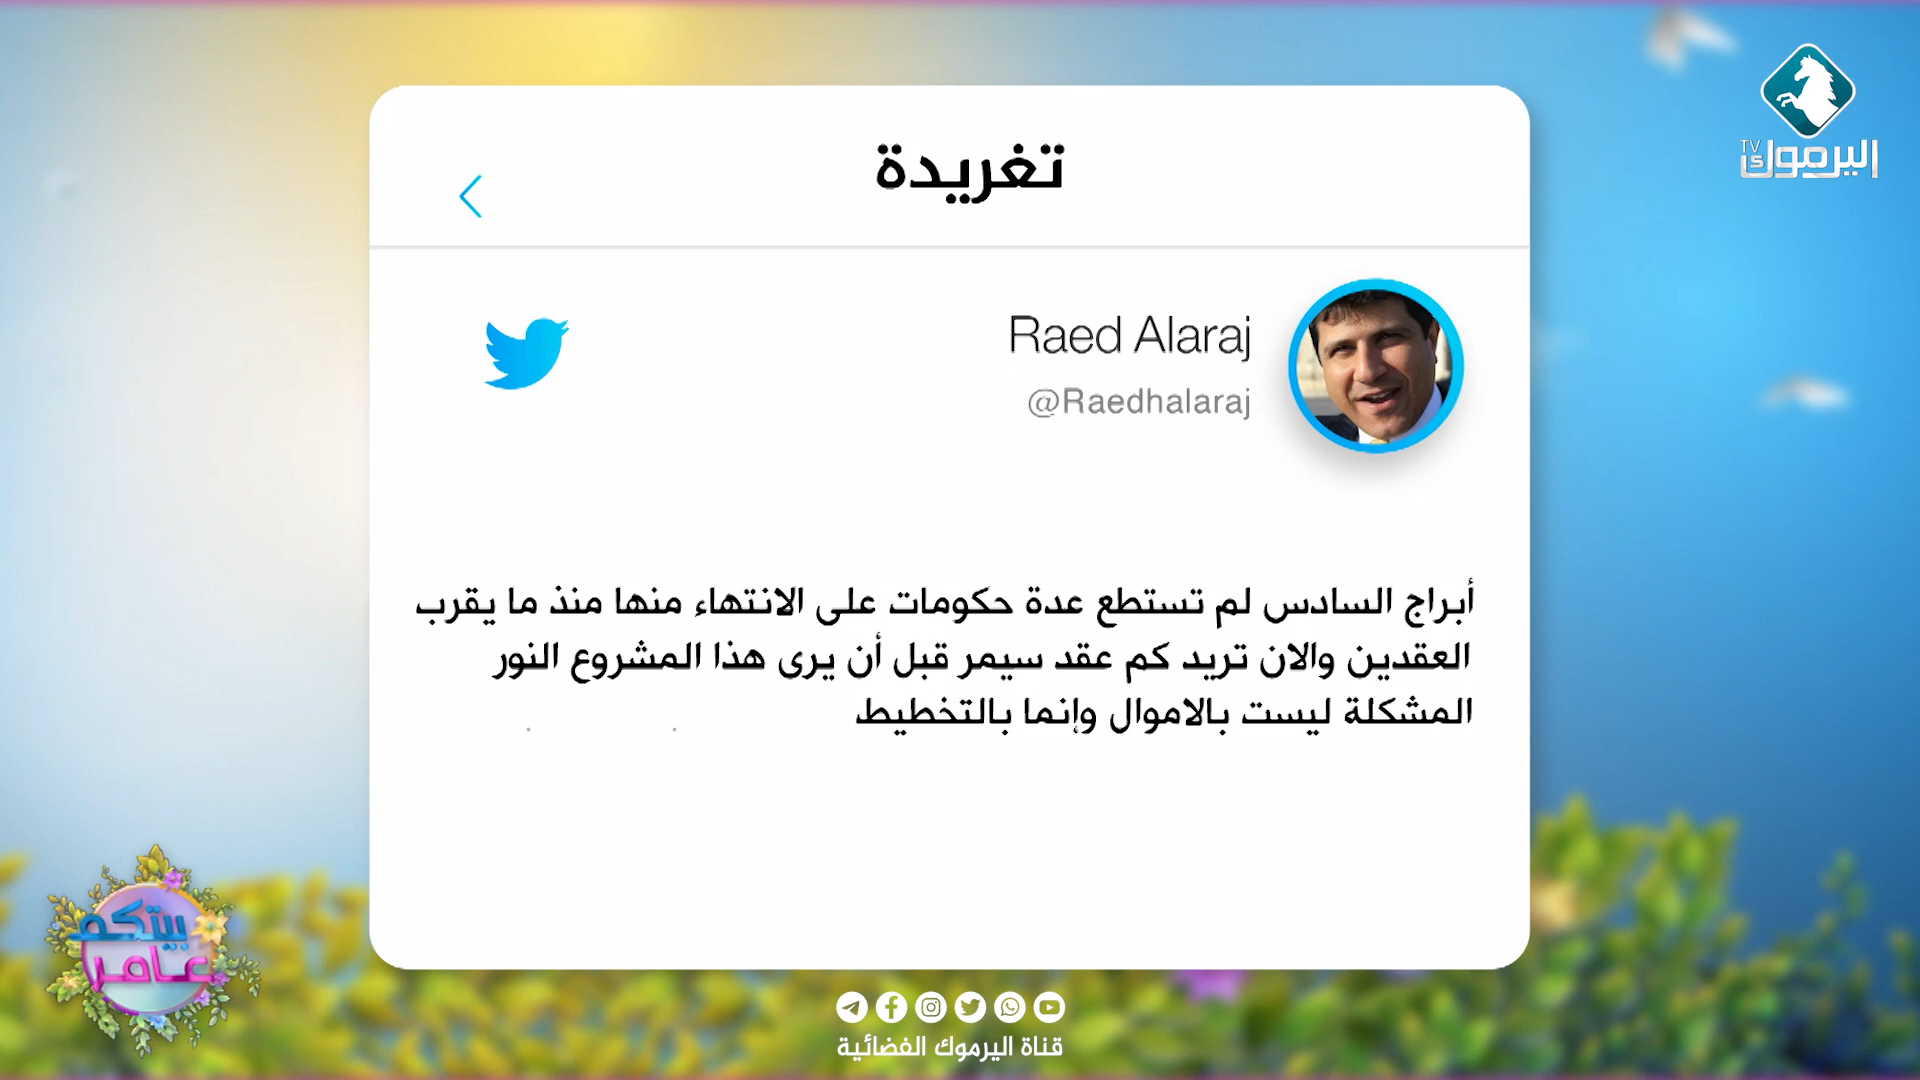 اليرموك TV
تغريدة
Raed Alaraj
@Raedhalaraj
أبراج السادس لم تستطع عدة حكومات على الانتهاء منها منذ ما يقرب
العقدين والان تريد كم عقد سيمر قبل أن يرى هذا المشروع النور
المشكلة ليست بالاموال وإنما بالتخطيط
بيتكم
عامر
قناة اليرموك الفضائية